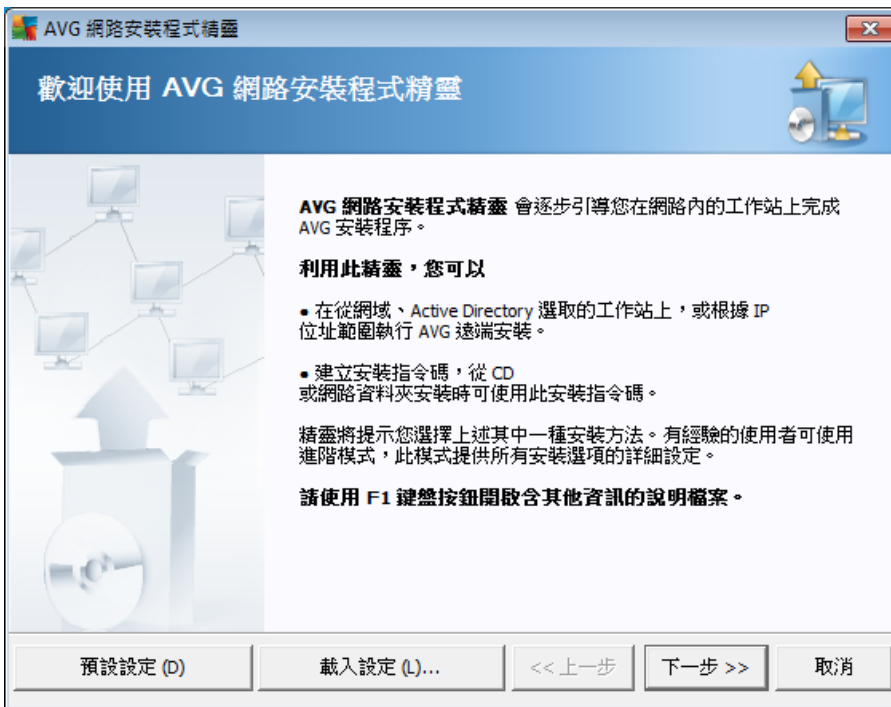 AVG 網路安裝程式精靈
歡迎使用 AVG 網路安裝程式精靈
AVG 網路安裝程式精靈 會逐步引導您在網路內的工作站上完成
AVG 安裝程序。
利用此精靈，您可以
• 在從網域、Active Directory 選取的工作站上，或根據 IP
位址範圍執行 AVG 遠端安裝。
• 建立安裝指令碼，從 CD
或網路資料夾安裝時可使用此安裝指令碼。
精靈將提示您選擇上述其中一種安裝方法。有經驗的使用者可使用
進階模式，此模式提供所有安裝選項的詳細設定。
請使用 F1 鍵盤按鈕開啟含其他資訊的說明檔案。
預設設定 (D)
載入設定 (L)...
<< 上一步
下一步 >>
取消